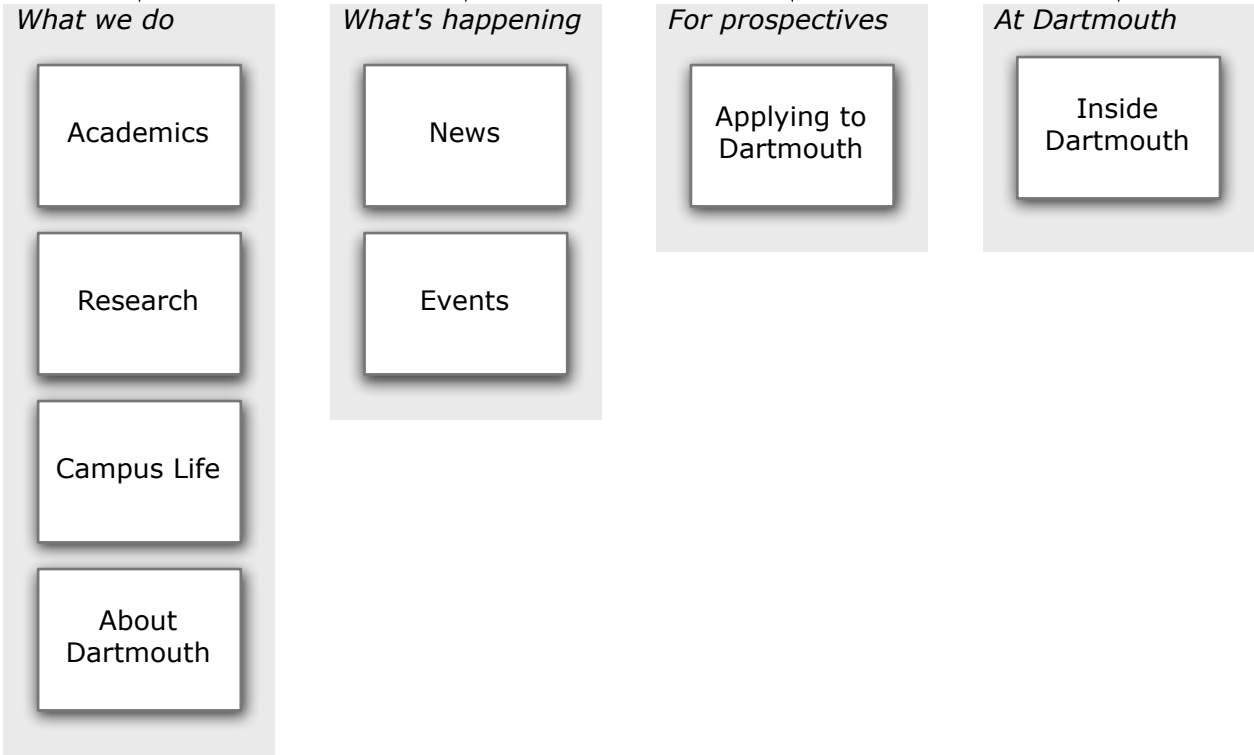 What we do
Academics
Research
Campus Life
About
Dartmouth
What's happening
News
Events
For prospectives
Applying to
Dartmouth
At Dartmouth
Inside
Dartmouth